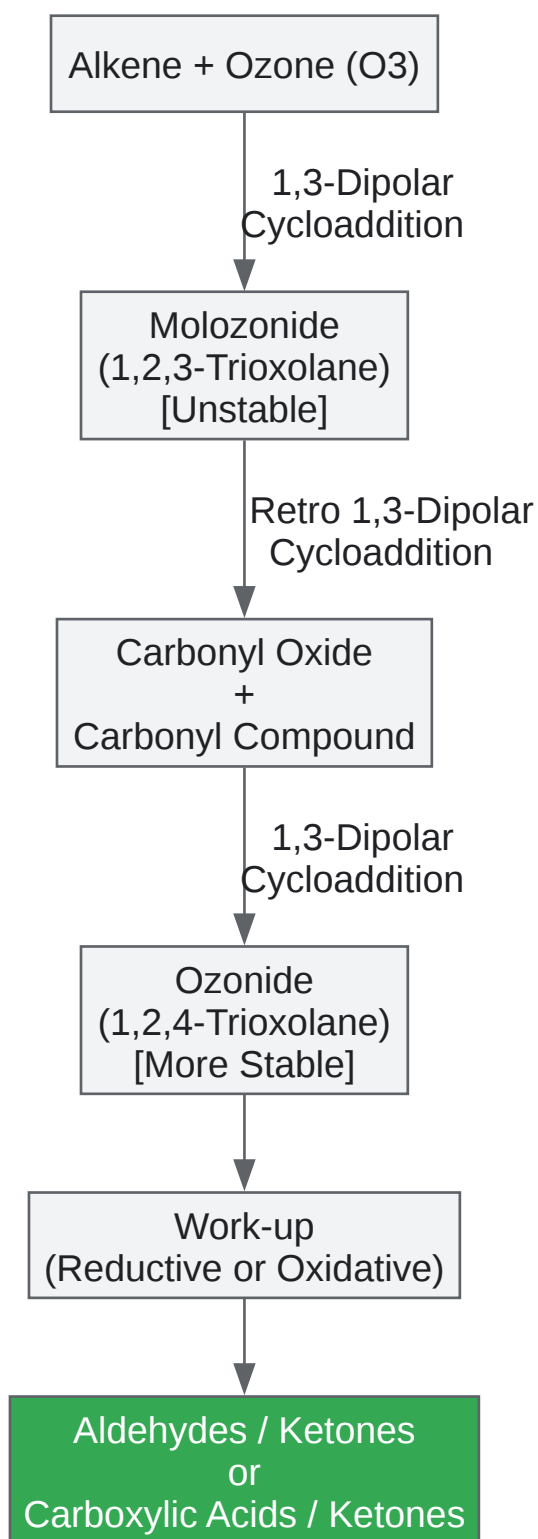 Alkene + Ozone (O3)
1,3-Dipolar
Cycloaddition
Molozonide
(1,2,3-Trioxolane)
[Unstable]
Retro 1,3-Dipolar
Cycloaddition
Carbonyl Oxide
+
Carbonyl Compound
1,3-Dipolar
Cycloaddition
Ozonide
(1,2,4-Trioxolane)
[More Stable]
Work-up
(Reductive or Oxidative)
Aldehydes / Ketones
or
Carboxylic Acids / Ketones